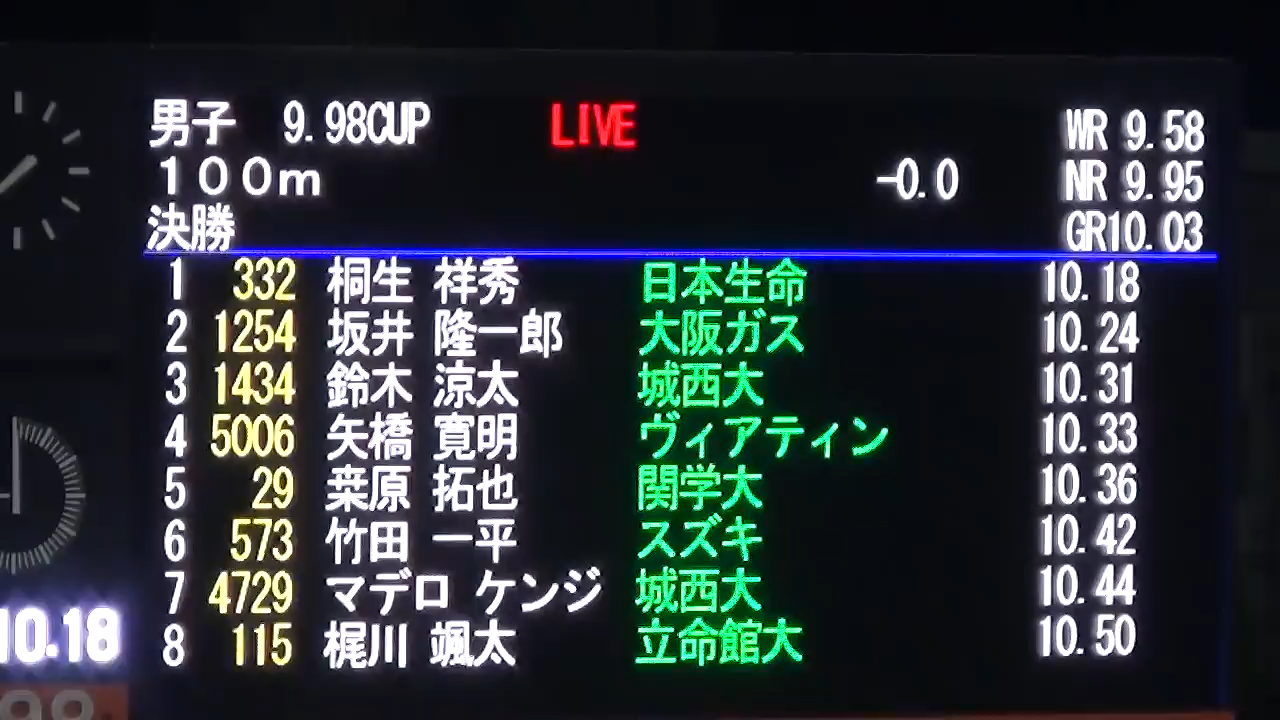 男子 9.98CUP LIVE WR 9.58
100m -0.0 NR 9.95
決勝 GR10.03
1 332 桐生 祥秀 日本生命 10.18
2 1254 坂井 隆一郎 大阪ガス 10.24
3 1434 鈴木 涼太 城西大 10.31
4 5006 矢橋 寛明 ヴィアティン 10.33
5 29 桒原 拓也 関学大 10.36
6 573 竹田 一平 スズキ 10.42
7 4729 マデロ ケンジ 城西大 10.44
8 115 梶川 颯太 立命館大 10.50
10.18
98